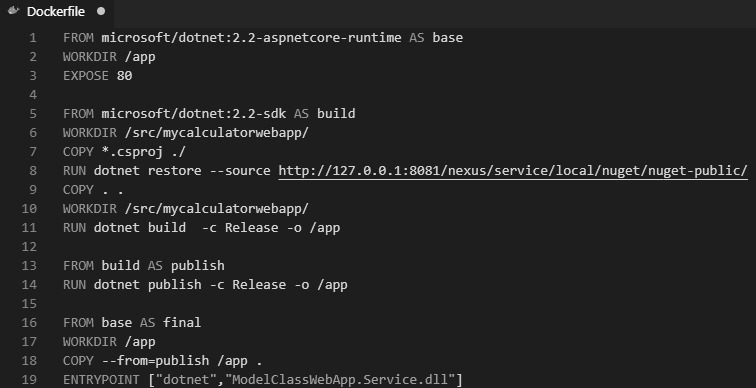 Dockerfile
1 FROM microsoft/dotnet:2.2-aspnetcore-runtime AS base
2 WORKDIR /app
3 EXPOSE 80
4
5 FROM microsoft/dotnet:2.2-sdk AS build
6 WORKDIR /src/mycalculatorwebapp/
7 COPY *.csproj ./
8 RUN dotnet restore --source http://127.0.0.1:8081/nexus/service/local/nuget/nuget-public/
9 COPY . .
10 WORKDIR /src/mycalculatorwebapp/
11 RUN dotnet build  -c Release -o /app
12
13 FROM build AS publish
14 RUN dotnet publish -c Release -o /app
15
16 FROM base AS final
17 WORKDIR /app
18 COPY --from=publish /app .
19 ENTRYPOINT ["dotnet","ModelClassWebApp.Service.dll"]